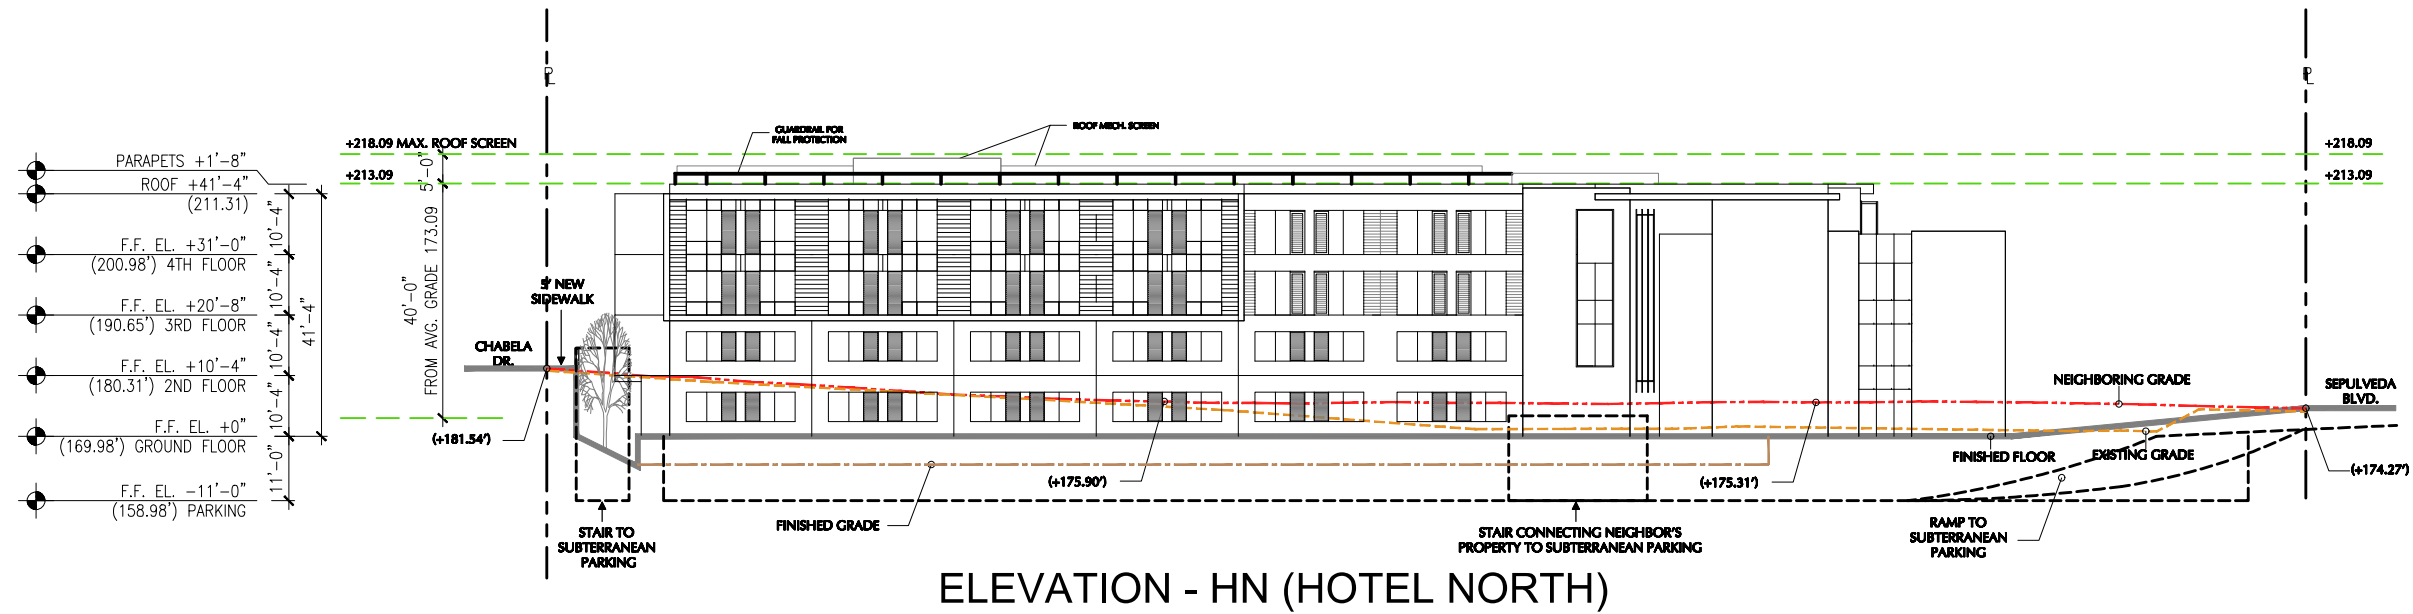 PARAPETS +1'-8"
ROOF +41'-4"
(211.31)
F.F. EL. +31'-0"
(200.98') 4TH FLOOR
F.F. EL. +20'-8"
(190.65') 3RD FLOOR
F.F. EL. +10'-4"
(180.31') 2ND FLOOR
F.F. EL. +0"
(169.98') GROUND FLOOR
F.F. EL. -11'-0"
(158.98') PARKING
10'-4"
10'-4"
10'-4"
10'-4"
11'-0"
41'-4"
+218.09 MAX. ROOF SCREEN
+213.09
5'-0"
40'-0"
FROM AVG. GRADE 173.09
PL
5' NEW
SIDEWALK
CHABELA
DR.
(+181.54')
GUARDRAIL FOR
FALL PROTECTION
ROOF MECH. SCREEN
PL
+218.09
+213.09
NEIGHBORING GRADE
SEPULVEDA
BLVD.
FINISHED FLOOR
EXISTING GRADE
(+174.27')
(+175.90')
(+175.31')
STAIR TO
SUBTERRANEAN
PARKING
FINISHED GRADE
STAIR CONNECTING NEIGHBOR'S
PROPERTY TO SUBTERRANEAN PARKING
RAMP TO
SUBTERRANEAN
PARKING
ELEVATION - HN (HOTEL NORTH)